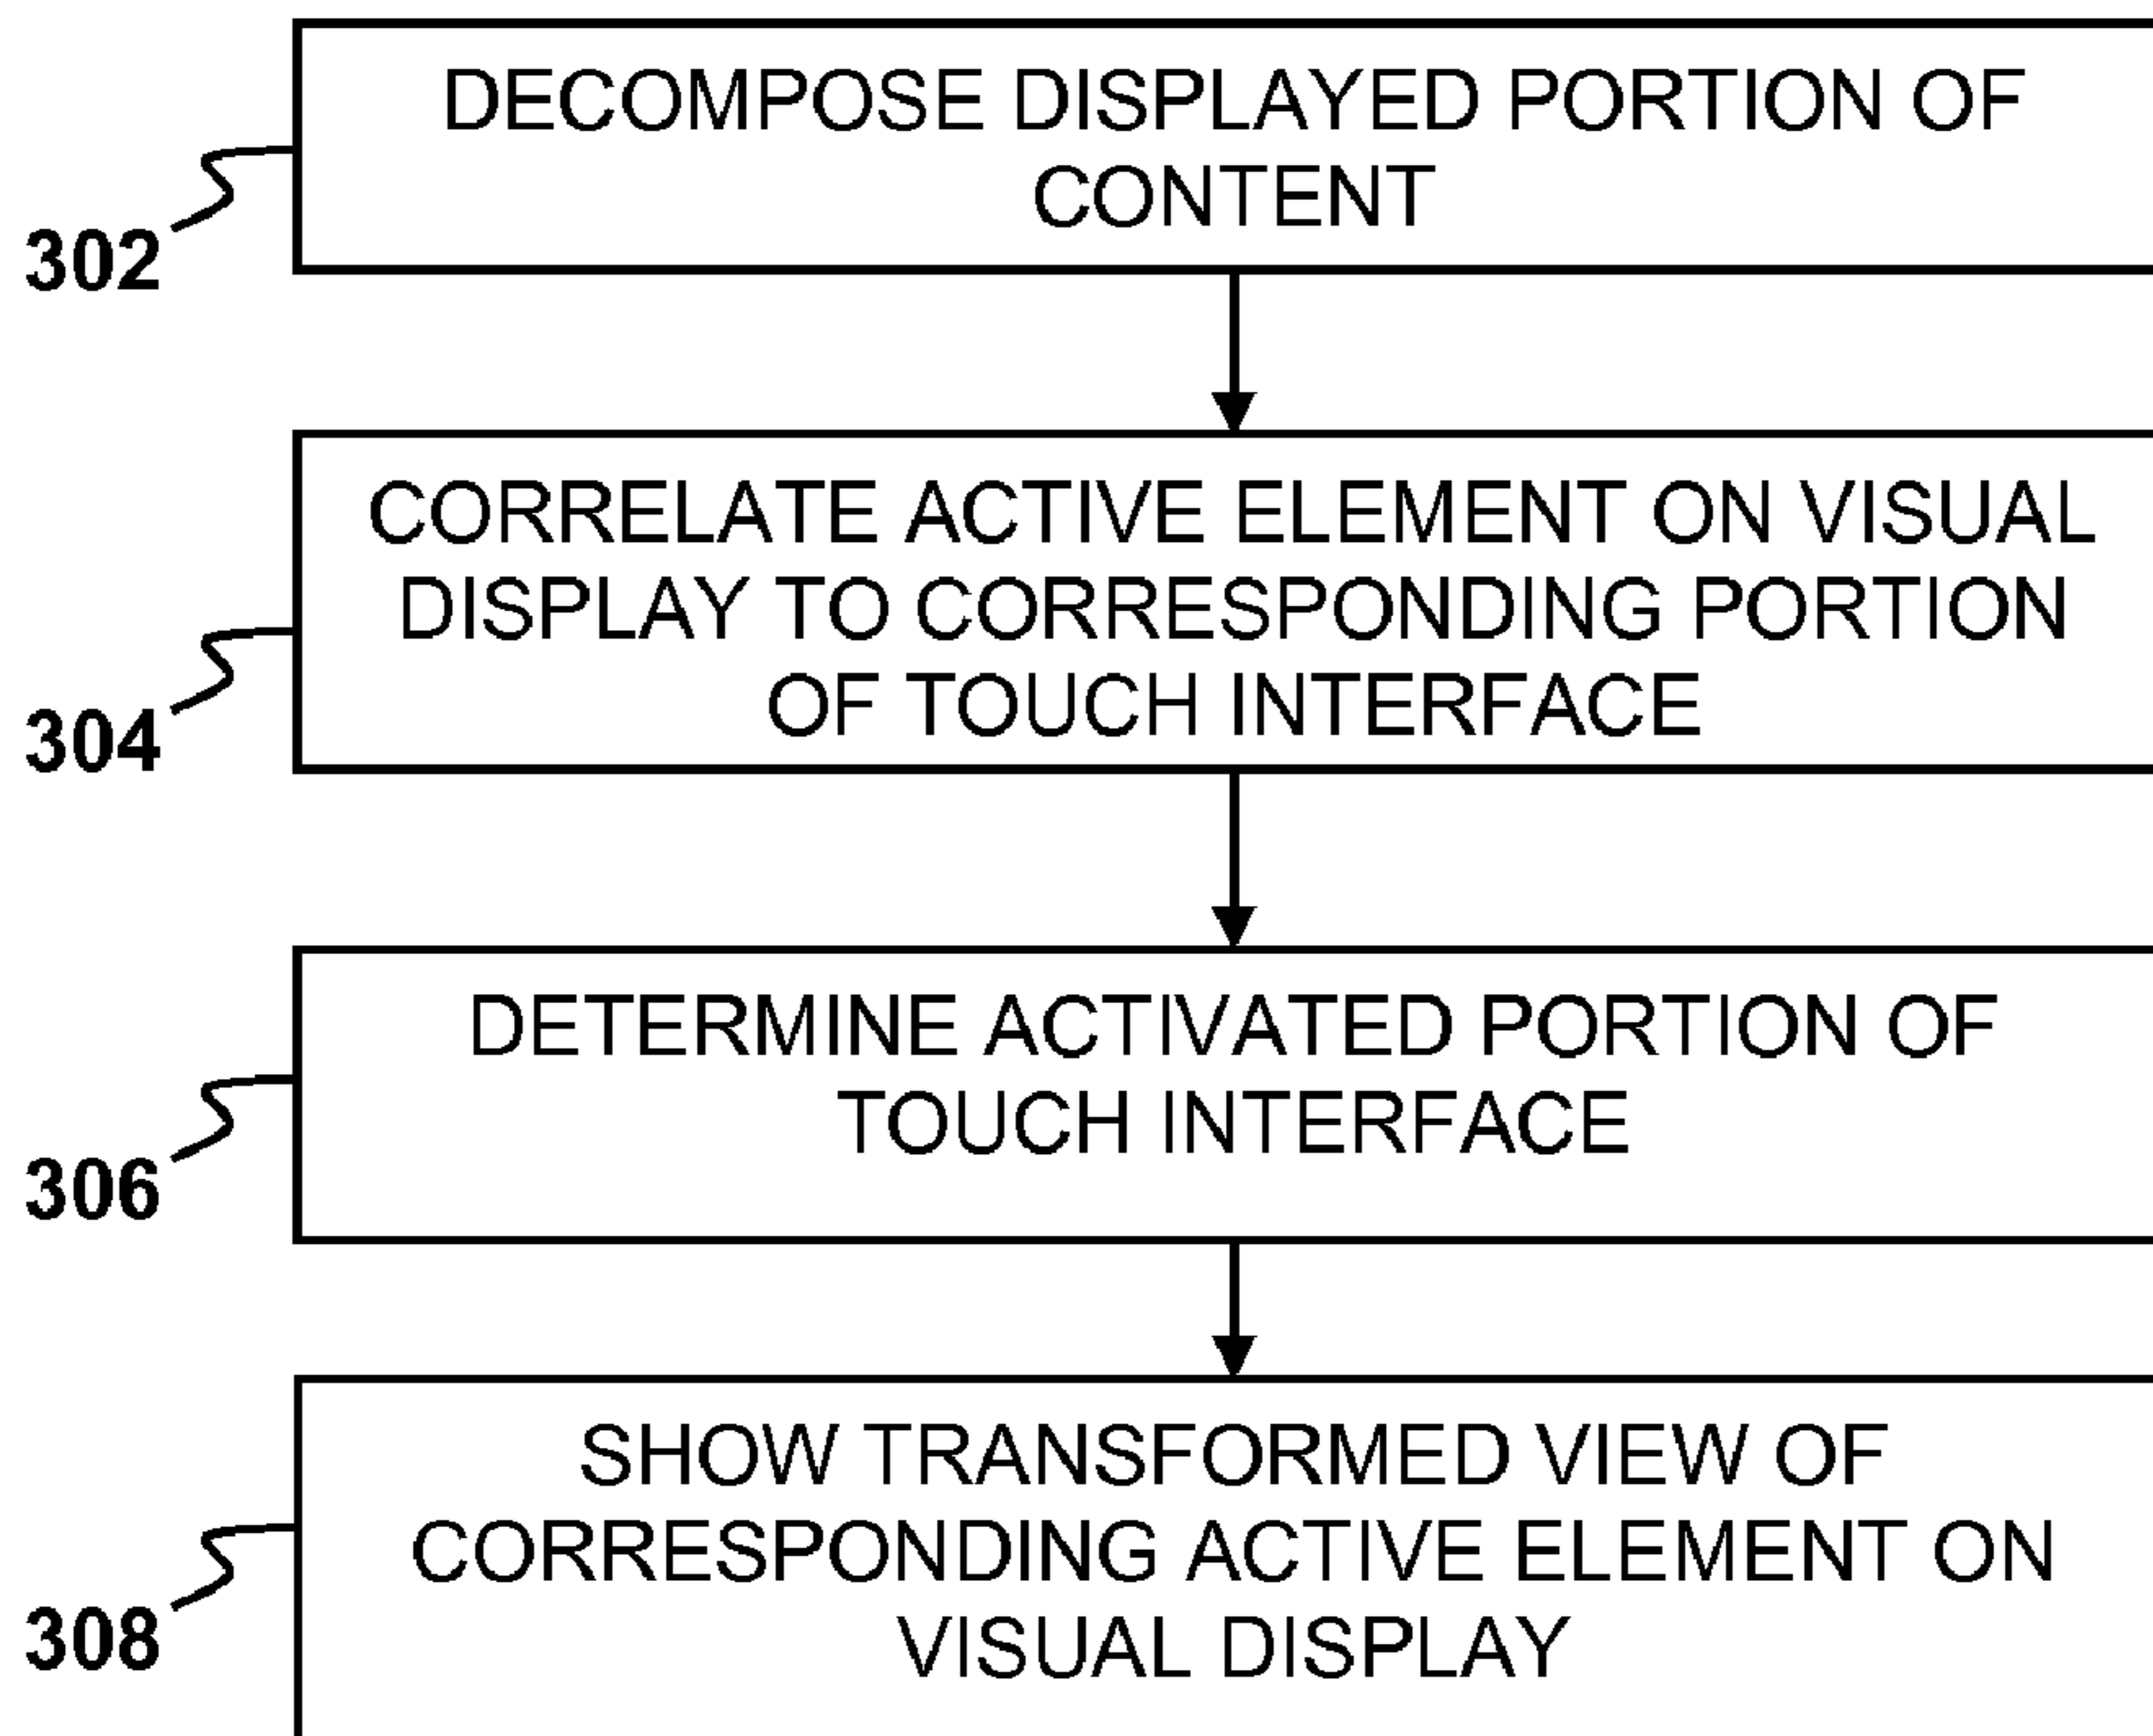 DECOMPOSE DISPLAYED PORTION OF
CONTENT
302
CORRELATE ACTIVE ELEMENT ON VISUAL
DISPLAY TO CORRESPONDING PORTION
OF TOUCH INTERFACE
304
DETERMINE ACTIVATED PORTION OF
TOUCH INTERFACE
306
SHOW TRANSFORMED VIEW OF
CORRESPONDING ACTIVE ELEMENT ON
VISUAL DISPLAY
308